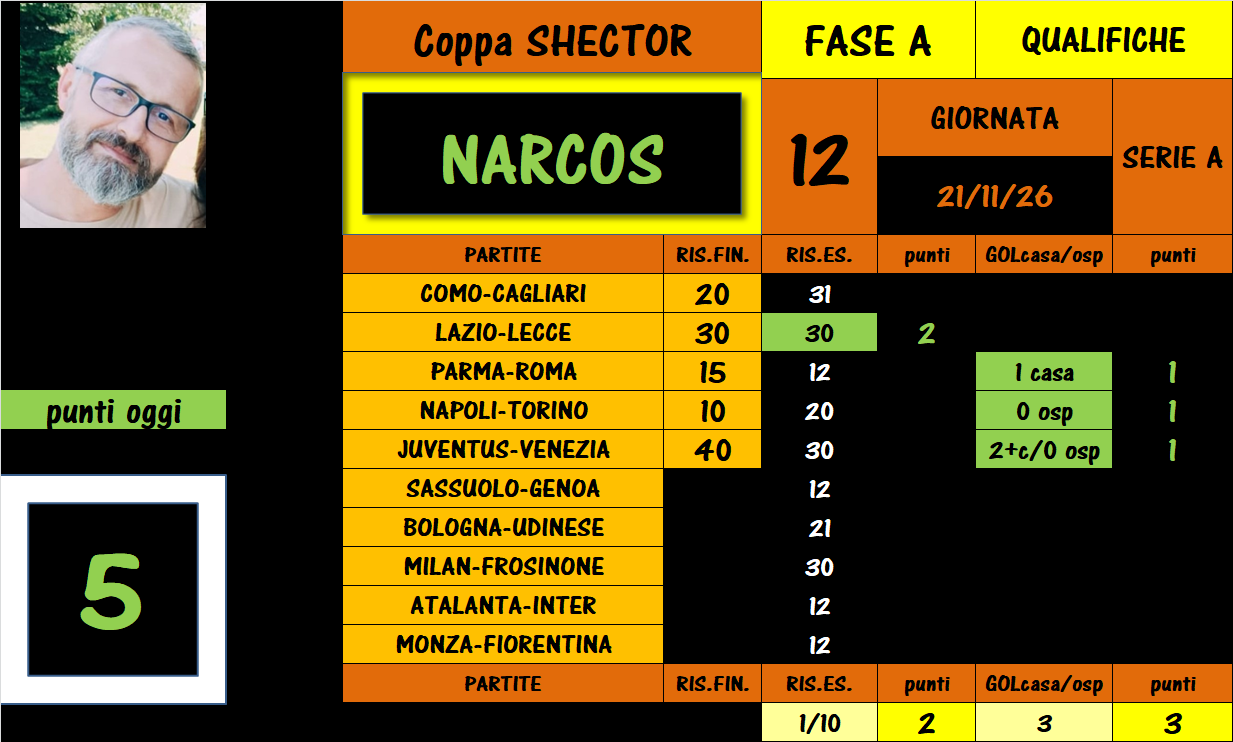 Coppa SHECTOR FASE A QUALIFICHE
NARCOS 12 GIORNATA SERIE A
21/11/26
PARTITE RIS.FIN. RIS.ES. punti GOLcasa/osp punti
COMO-CAGLIARI 20 31
LAZIO-LECCE 30 30 2
PARMA-ROMA 15 12 1 casa 1
punti oggi
NAPOLI-TORINO 10 20 0 osp 1
JUVENTUS-VENEZIA 40 30 2+c/0 osp 1
SASSUOLO-GENOA 12
BOLOGNA-UDINESE 21
MILAN-FROSINONE 30
5
ATALANTA-INTER 12
MONZA-FIORENTINA 12
PARTITE RIS.FIN. RIS.ES. punti GOLcasa/osp punti
1/10 2 3 3